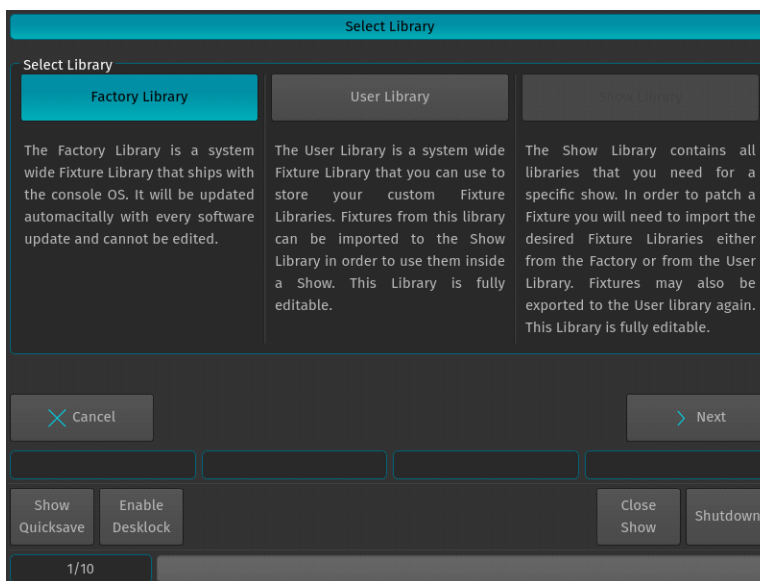 Select Library
Select Library
Factory Library
User Library
Show Library
The Factory Library is a system
wide Fixture Library that ships with
the console OS. It will be updated
automacitally with every software
update and cannot be edited.
The User Library is a system wide
Fixture Library that you can use to
store your custom Fixture
Libraries. Fixtures from this library
can be imported to the Show
Library in order to use them inside
a Show. This Library is fully
editable.
The Show Library contains all
libraries that you need for a
specific show. In order to patch a
Fixture you will need to import the
desired Fixture Libraries either
from the Factory or from the User
Library. Fixtures may also be
exported to the User library again.
This Library is fully editable.
Cancel
Next
Show
Quicksave
Enable
Desklock
Close
Show
Shutdown
1/10